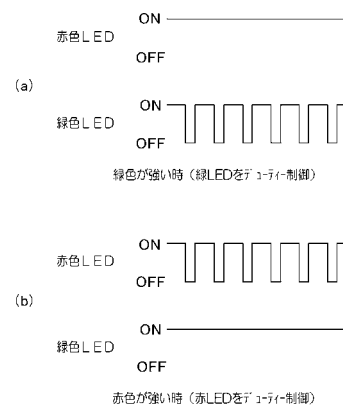 ON
赤色LED
OFF
(a)
ON
緑色LED
OFF
緑色が強い時（緑LEDをデューティー制御）
ON
赤色LED
OFF
(b)
ON
緑色LED
OFF
赤色が強い時（赤LEDをデューティー制御）